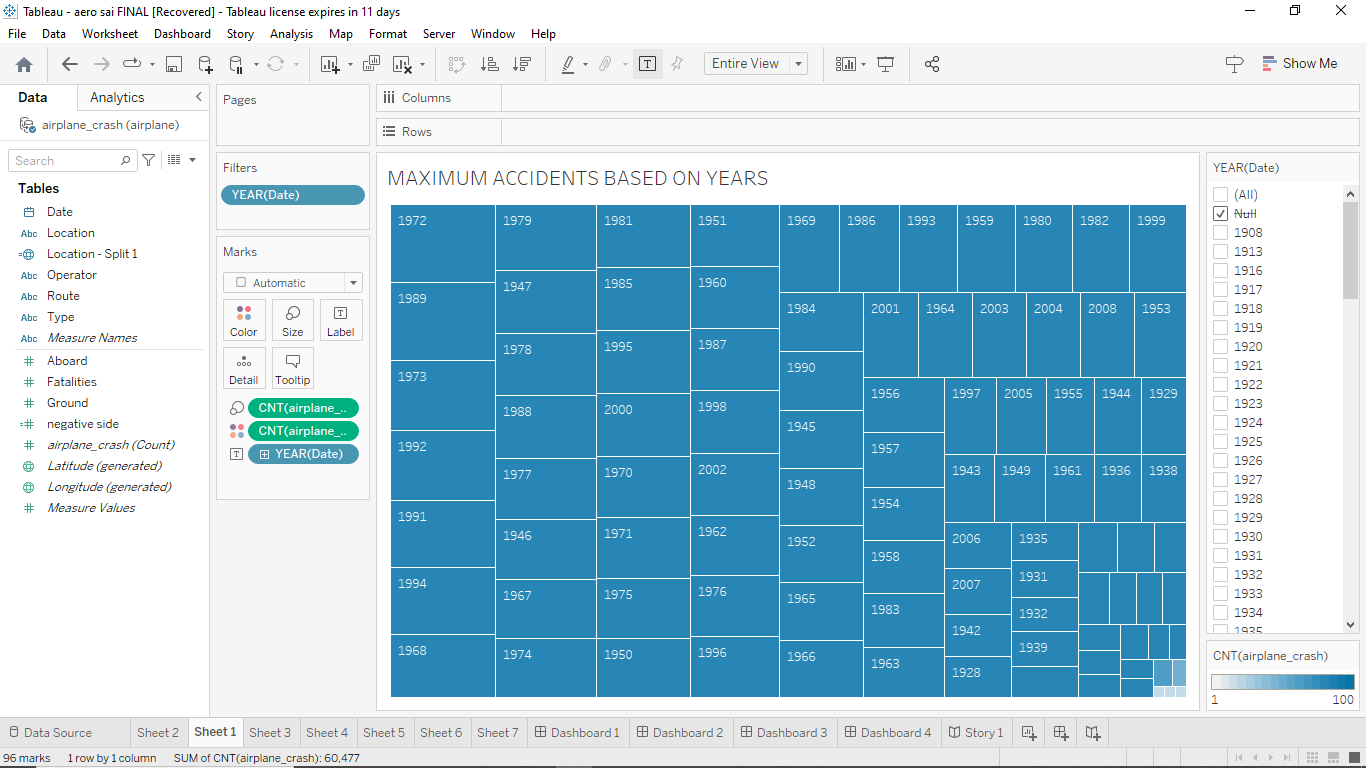 Tableau - aero sai FINAL [Recovered] - Tableau license expires in 11 days
File Data Worksheet Dashboard Story Analysis Map Format Server Window Help
Entire View
Show Me
Data Analytics
airplane_crash (airplane)
Search
Tables
Date
Abc Location
Location - Split 1
Abc Operator
Abc Route
Abc Type
Abc Measure Names
Aboard
Fatalities
Ground
negative side
airplane_crash (Count)
Latitude (generated)
Longitude (generated)
Measure Values
Pages
Filters
YEAR(Date)
Marks
Automatic
Color Size Label
Detail Tooltip
CNT(airplane_..
CNT(airplane_..
YEAR(Date)
Columns
Rows
MAXIMUM ACCIDENTS BASED ON YEARS
1972
1989
1973
1992
1991
1994
1968
1979
1947
1978
1988
1977
1946
1967
1974
1981
1985
1995
2000
1970
1971
1975
1950
1951
1960
1987
1998
2002
1962
1976
1996
1969 1986 1993 1959 1980 1982 1999
1984
1990
1945
1948
1952
1965
1966
2001 1964 2003 2004 2008 1953
1956
1957
1954
1958
1983
1963
1997 2005 1955 1944 1929
1943 1949 1961 1936 1938
2006
2007
1942
1928
1935
1931
1932
1939
YEAR(Date)
(All)
Null
1908
1913
1916
1917
1918
1919
1920
1921
1922
1923
1924
1925
1926
1927
1928
1929
1930
1931
1932
1933
1934
1935
CNT(airplane_crash)
1 100
Data Source Sheet 2 Sheet 1 Sheet 3 Sheet 4 Sheet 5 Sheet 6 Sheet 7 Dashboard 1 Dashboard 2 Dashboard 3 Dashboard 4 Story 1
96 marks 1 row by 1 column SUM of CNT(airplane_crash): 60,477